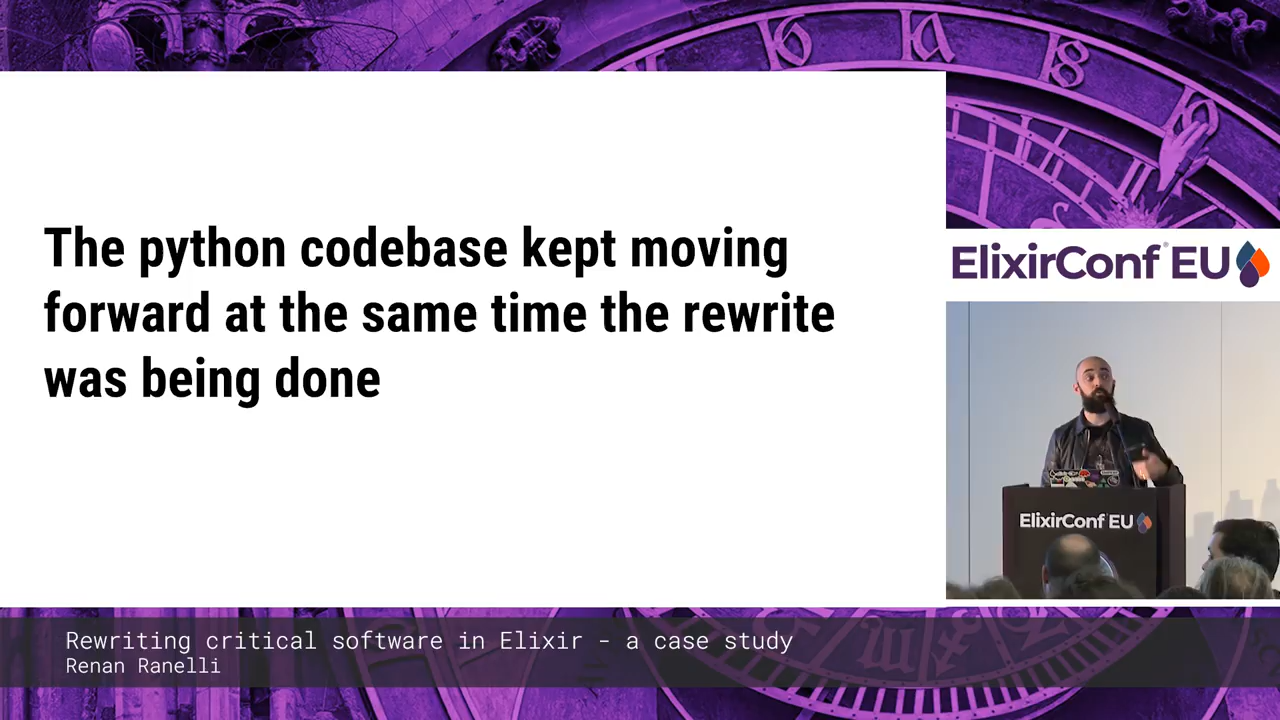 The python codebase kept moving
forward at the same time the rewrite
was being done
ElixirConf® EU
ElixirConf EU
Rewriting critical software in Elixir - a case study
Renan Ranelli